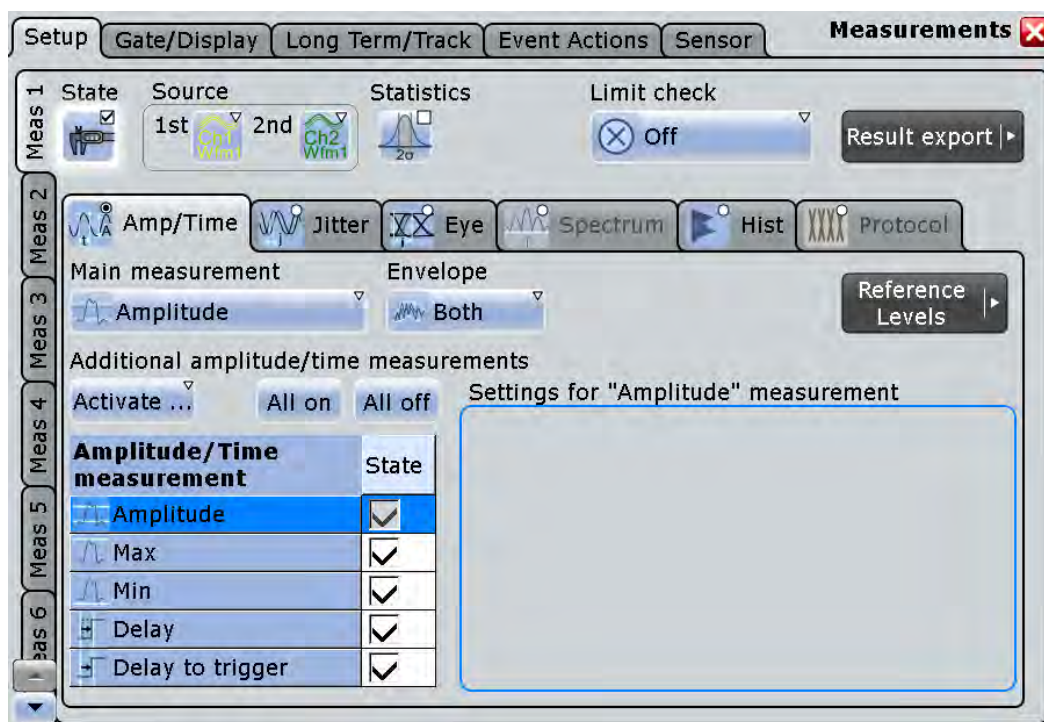 Setup Gate/Display Long Term/Track Event Actions Sensor Measurements
Meas 1
Meas 2
Meas 3
Meas 4
Meas 5
eas 6
State Source Statistics Limit check
1st Ch1 Wfm1 2nd Ch2 Wfm1 2σ Off Result export
Amp/Time Jitter Eye Spectrum Hist Protocol
Main measurement Envelope
Amplitude Both Reference Levels
Additional amplitude/time measurements
Activate ... All on All off Settings for "Amplitude" measurement
Amplitude/Time
measurement State
Amplitude
Max
Min
Delay
Delay to trigger